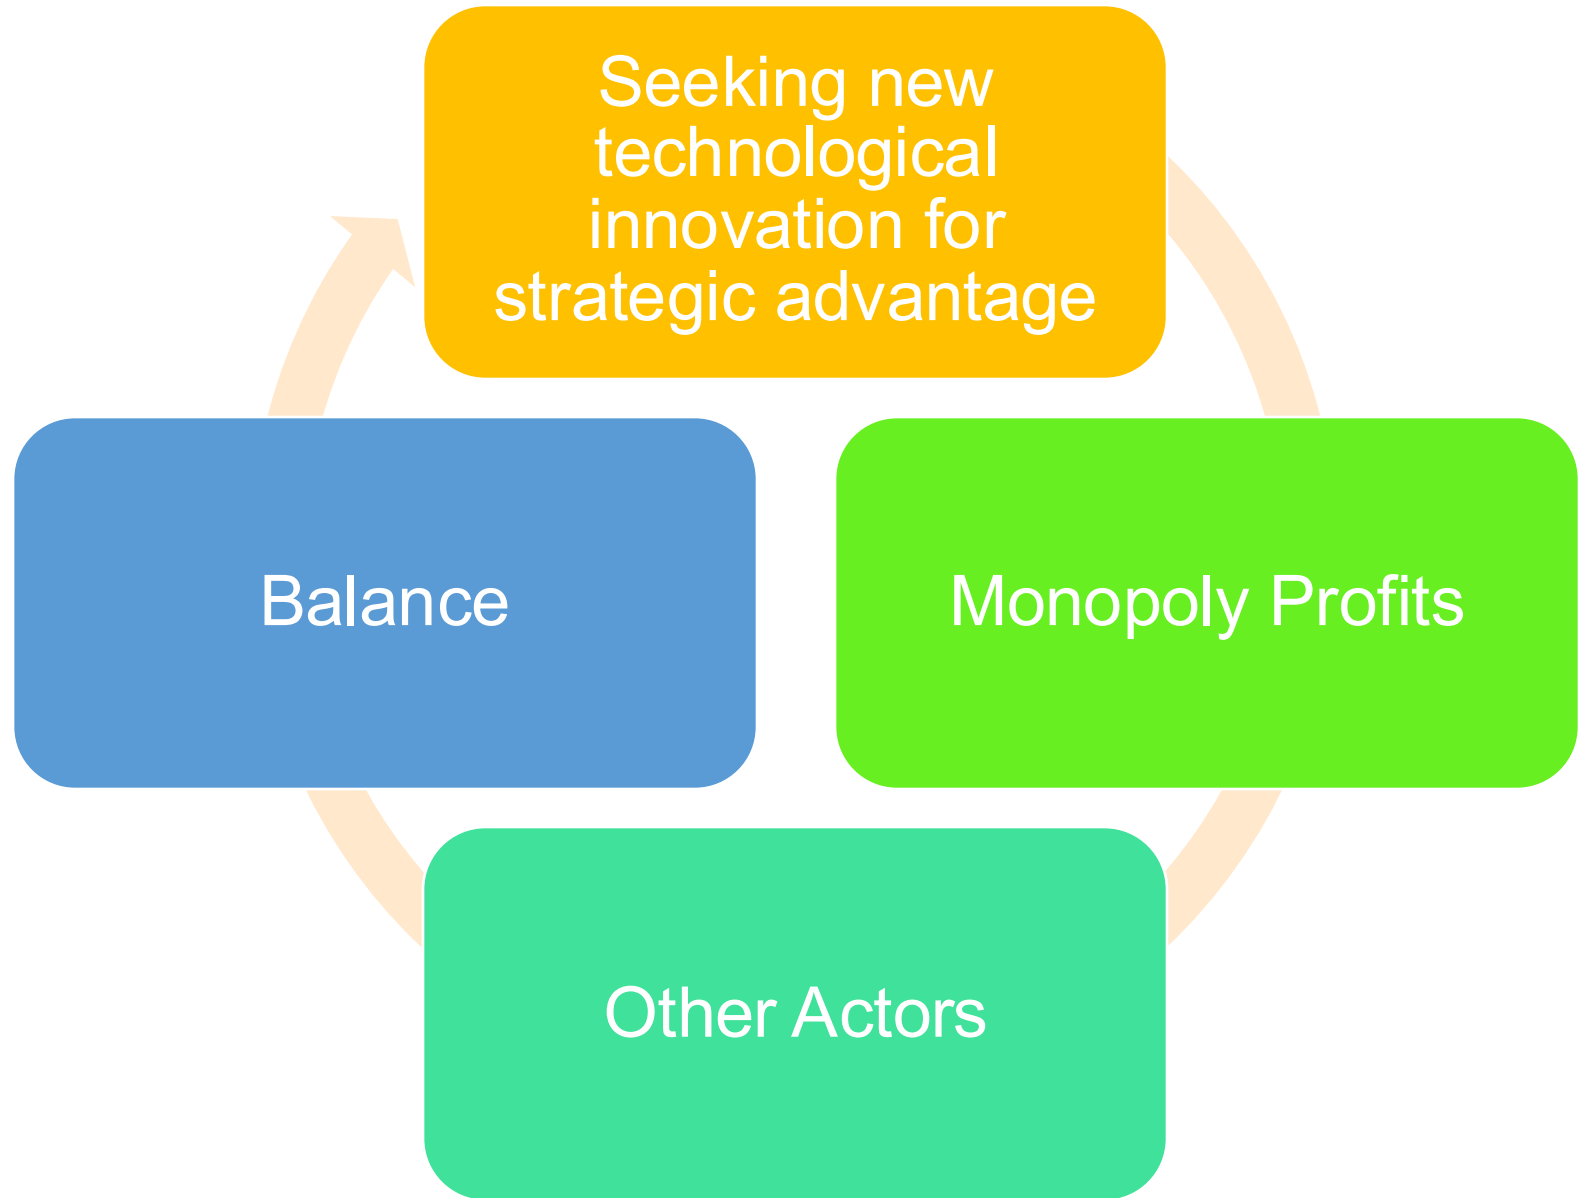 Seeking new
technological
innovation for
strategic advantage
Balance
Monopoly Profits
Other Actors